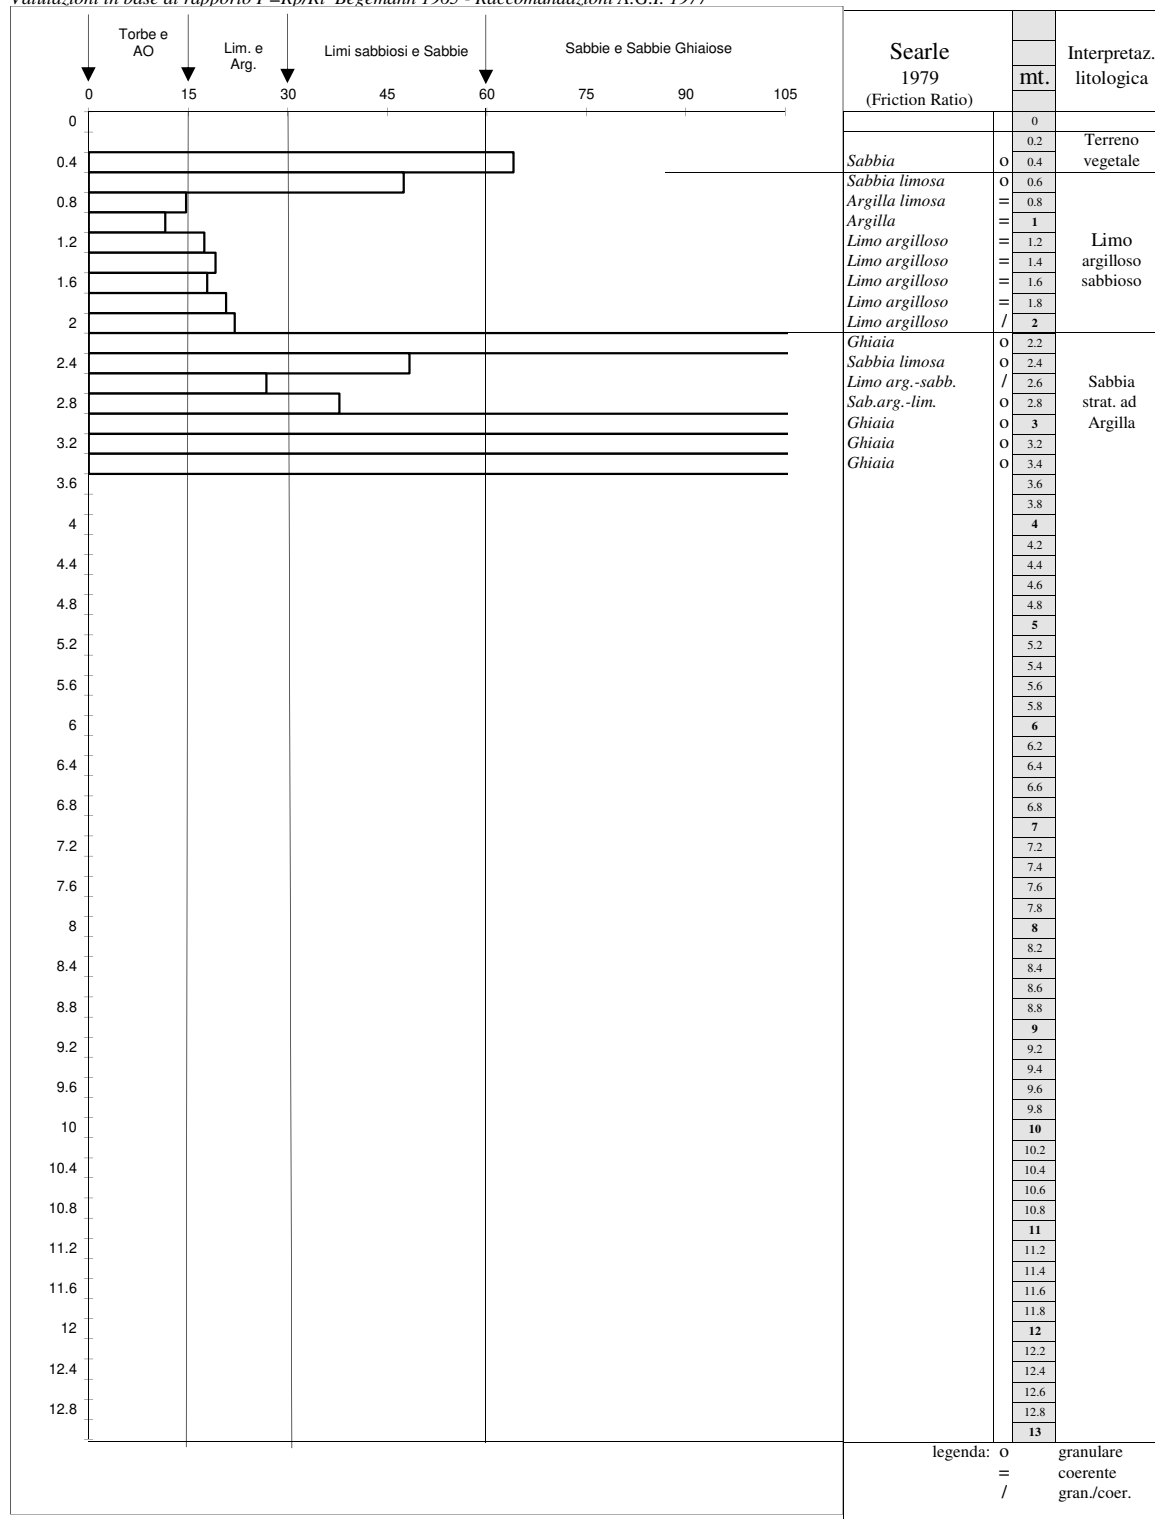 Valutazioni in base al rapporto F=Rp/Rl Begemann 1965 - Raccomandazioni A.G.I. 1977
Torbe e
AO
Lim. e
Arg.
Limi sabbiosi e Sabbie
Sabbie e Sabbie Ghiaiose
0 15 30 45 60 75 90 105
Searle
1979
(Friction Ratio)
mt.
Interpretaz.
litologica
0
0.4
0.8
1.2
1.6
2
2.4
2.8
3.2
3.6
4
4.4
4.8
5.2
5.6
6
6.4
6.8
7.2
7.6
8
8.4
8.8
9.2
9.6
10
10.4
10.8
11.2
11.6
12
12.4
12.8
0
0.2 Terreno
Sabbia o 0.4 vegetale
Sabbia limosa o 0.6
Argilla limosa = 0.8
Argilla = 1
Limo argilloso = 1.2 Limo
Limo argilloso = 1.4 argilloso
Limo argilloso = 1.6 sabbioso
Limo argilloso = 1.8
Limo argilloso / 2
Ghiaia o 2.2
Sabbia limosa o 2.4
Limo arg.-sabb. / 2.6 Sabbia
Sab.arg.-lim. o 2.8 strat. ad
Ghiaia o 3 Argilla
Ghiaia o 3.2
Ghiaia o 3.4
3.6
3.8
4
4.2
4.4
4.6
4.8
5
5.2
5.4
5.6
5.8
6
6.2
6.4
6.6
6.8
7
7.2
7.4
7.6
7.8
8
8.2
8.4
8.6
8.8
9
9.2
9.4
9.6
9.8
10
10.2
10.4
10.6
10.8
11
11.2
11.4
11.6
11.8
12
12.2
12.4
12.6
12.8
13
legenda: o granulare
= coerente
/ gran./coer.